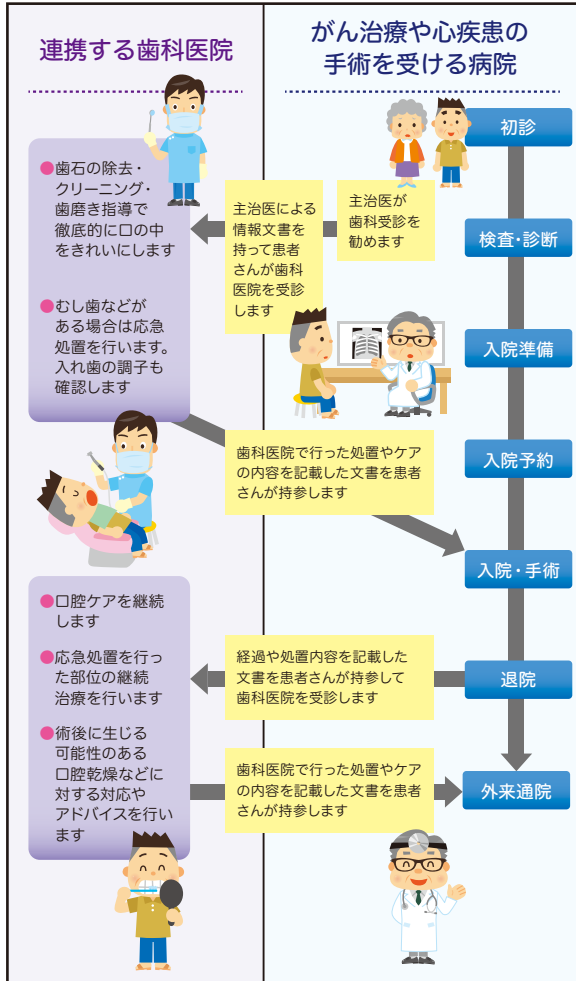 連携する歯科医院
がん治療や心疾患の
手術を受ける病院
初診
検査・診断
入院準備
入院予約
入院・手術
退院
外来通院
主治医が
歯科受診を
勧めます
主治医による
情報文書を
持って患者
さんが歯科
医院を受診
します
●歯石の除去・
クリーニング・
歯磨き指導で
徹底的に口の中
をきれいにします
●むし歯などが
ある場合は応急
処置を行います。
入れ歯の調子も
確認します
歯科医院で行った処置やケア
の内容を記載した文書を患者
さんが持参します
経過や処置内容を記載した
文書を患者さんが持参して
歯科医院を受診します
●口腔ケアを継続
します
●応急処置を行っ
た部位の継続
治療を行います
●術後に生じる
可能性のある
口腔乾燥などに
対する対応や
アドバイスを行い
ます
歯科医院で行った処置やケア
の内容を記載した文書を患者
さんが持参します